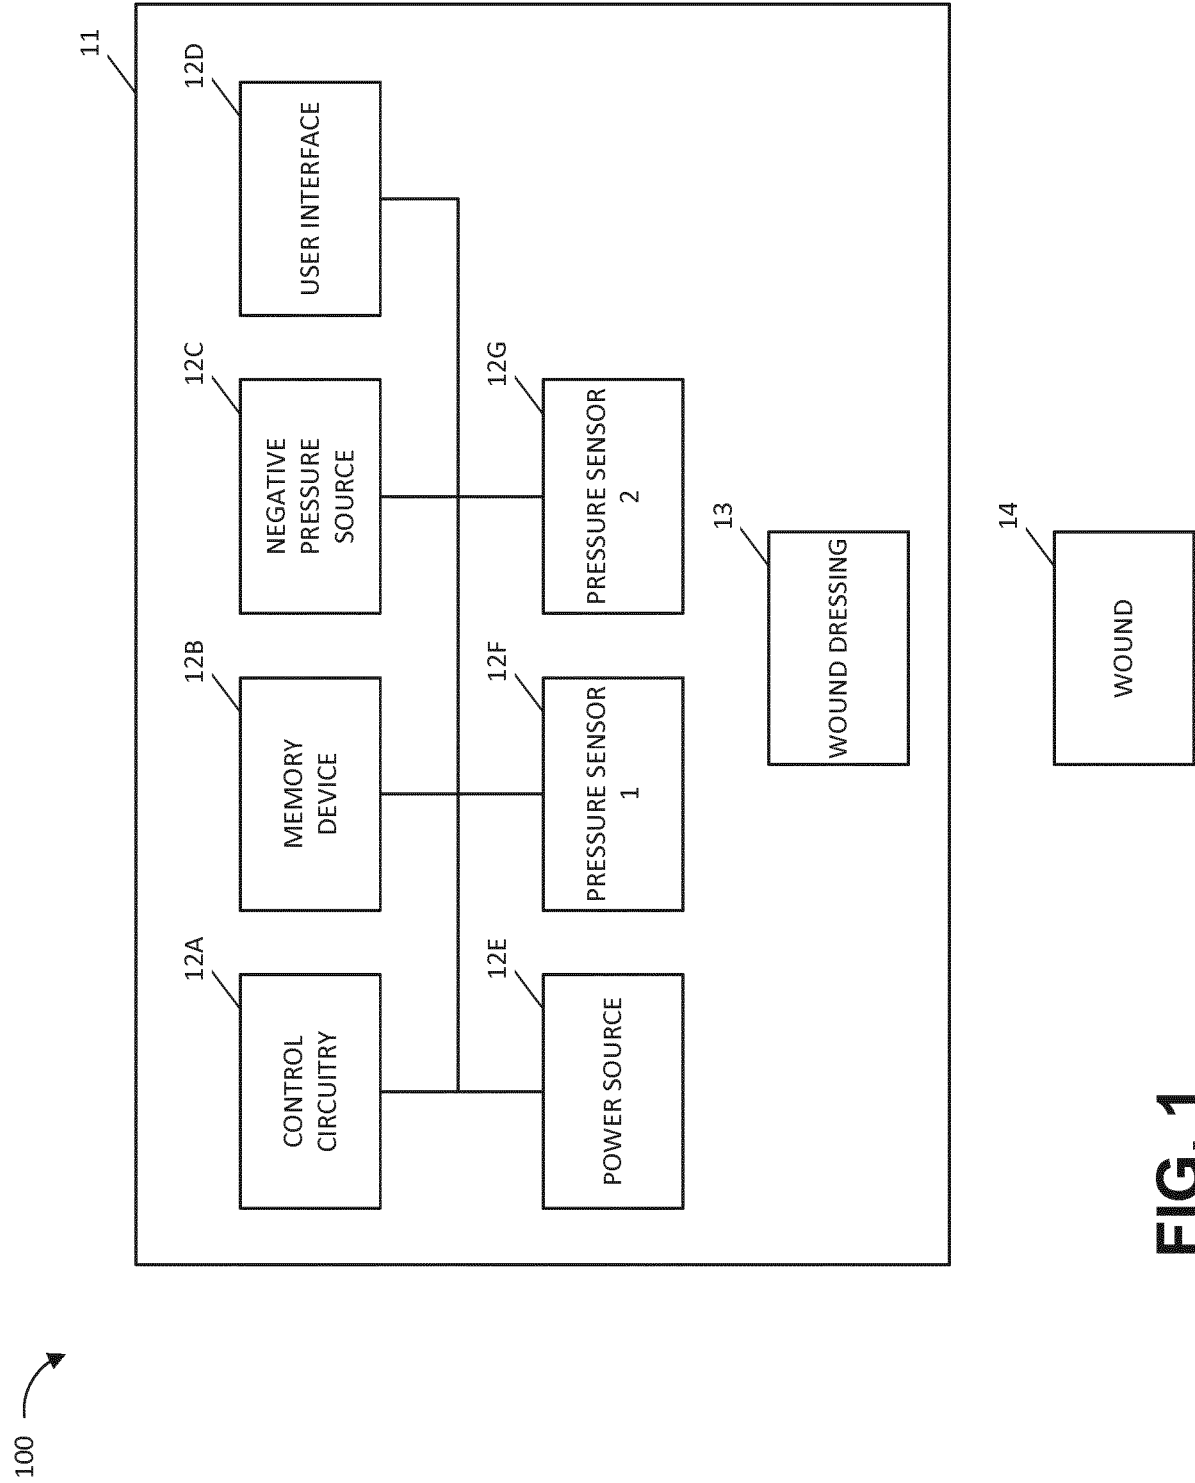 100
11
12A
12B
12C
12D
CONTROL
CIRCUITRY
MEMORY
DEVICE
NEGATIVE
PRESSURE
SOURCE
USER INTERFACE
12E
12F
12G
POWER SOURCE
PRESSURE SENSOR
1
PRESSURE SENSOR
2
13
WOUND DRESSING
14
WOUND
FIG. 1